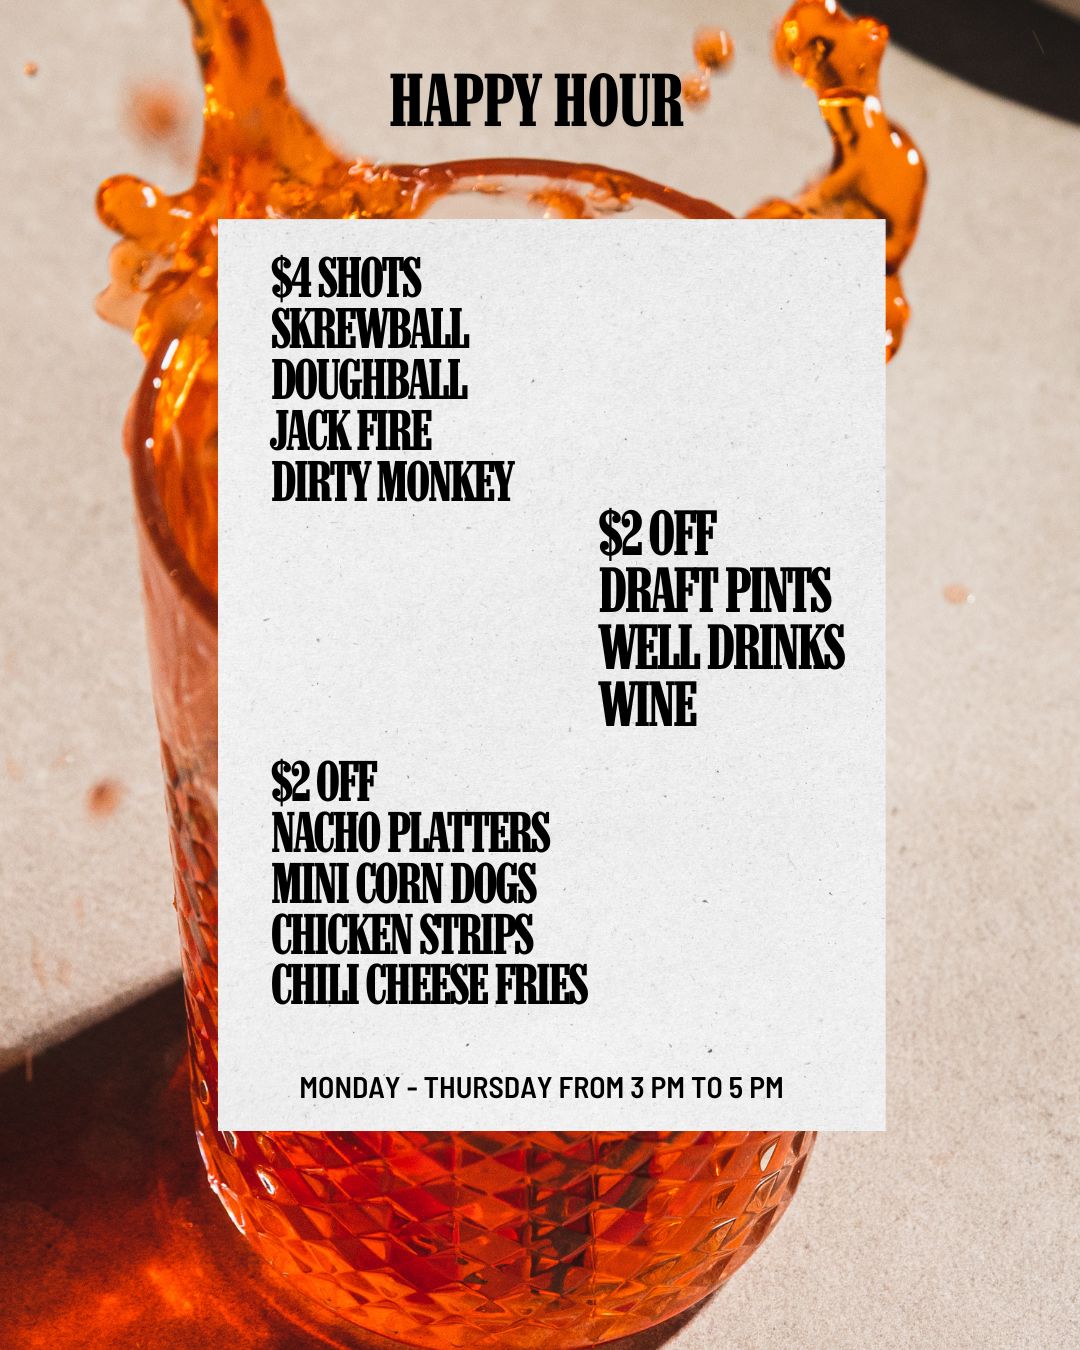 HAPPY HOUR
$4 SHOTS
SKREWBALL
DOUGHBALL
JACK FIRE
DIRTY MONKEY
$2 OFF
DRAFT PINTS
WELL DRINKS
WINE
$2 OFF
NACHO PLATTERS
MINI CORN DOGS
CHICKEN STRIPS
CHILI CHEESE FRIES
MONDAY - THURSDAY FROM 3 PM TO 5 PM